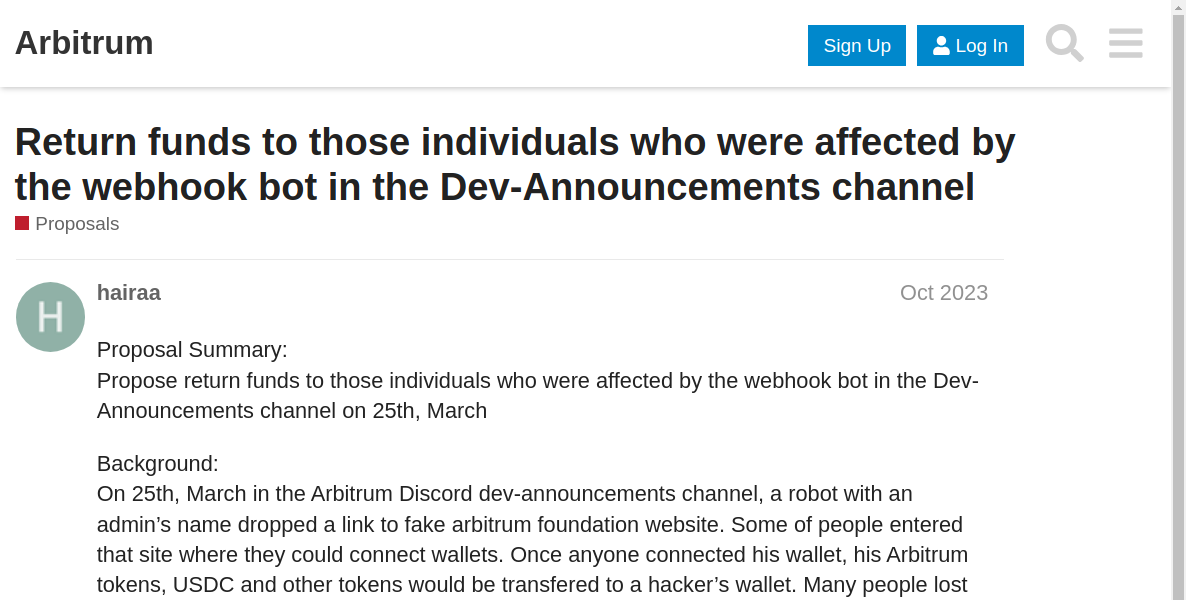 Arbitrum
Sign Up
Log In
Return funds to those individuals who were affected by
the webhook bot in the Dev-Announcements channel
Proposals
H
hairaa
Oct 2023
Proposal Summary:
Propose return funds to those individuals who were affected by the webhook bot in the Dev-
Announcements channel on 25th, March
Background:
On 25th, March in the Arbitrum Discord dev-announcements channel, a robot with an
admin’s name dropped a link to fake arbitrum foundation website. Some of people entered
that site where they could connect wallets. Once anyone connected his wallet, his Arbitrum
tokens, USDC and other tokens would be transfered to a hacker’s wallet. Many people lost